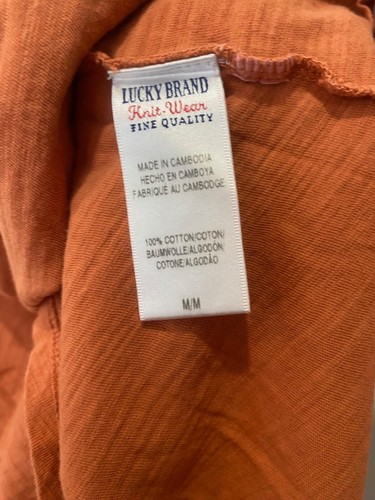 LUCKY BRAND
Knit-Wear
FINE QUALITY
MADE IN CAMBODIA
HECHO EN CAMBOYA
FABRIQUE AU CAMBODGE
100% COTTON/COTON/
BAUMWOLLE/ALGODÓN/
COTONE/ALGODÃO
M/M